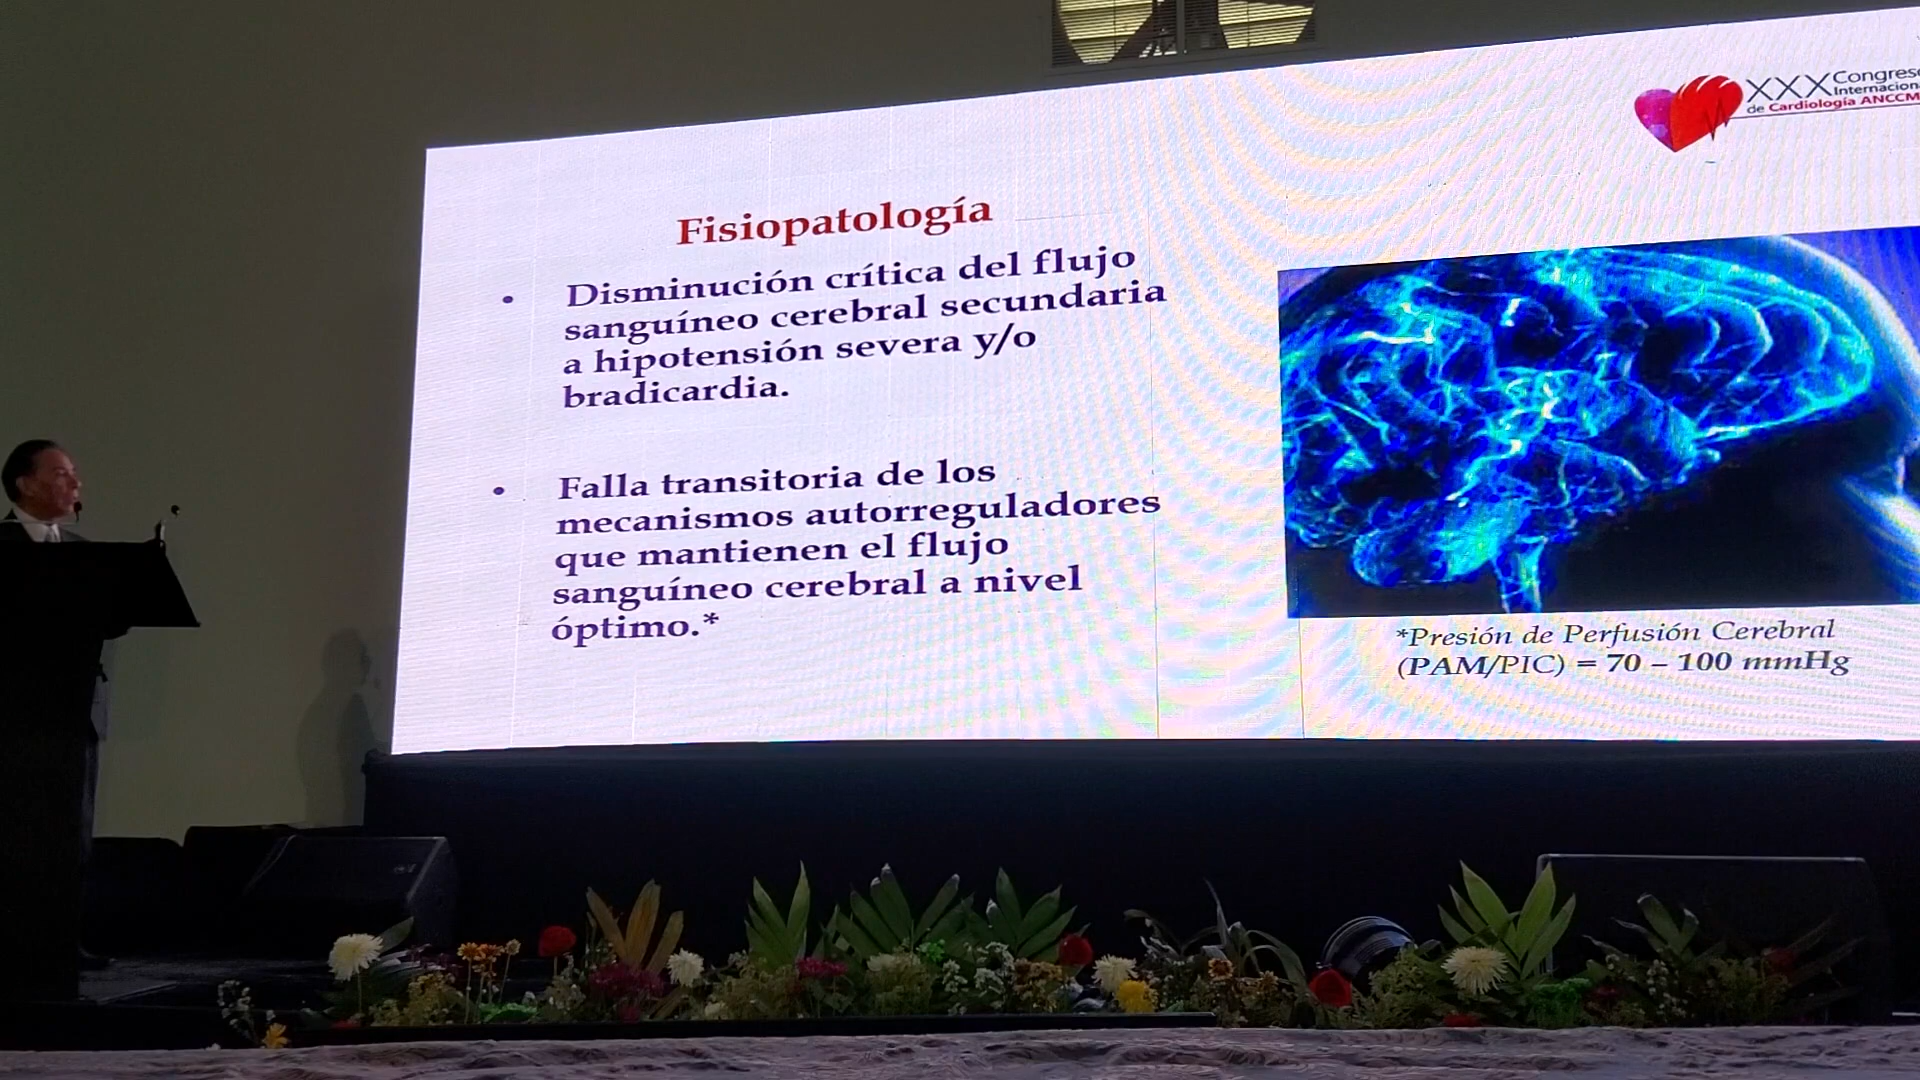 XXX Congreso
Internacion
de Cardiología ANCCM
Fisiopatología
• Disminución crítica del flujo
sanguíneo cerebral secundaria
a hipotensión severa y/o
bradicardia.
• Falla transitoria de los
mecanismos autorreguladores
que mantienen el flujo
sanguíneo cerebral a nivel
óptimo.*
*Presión de Perfusión Cerebral
(PAM/PIC) = 70 – 100 mmHg